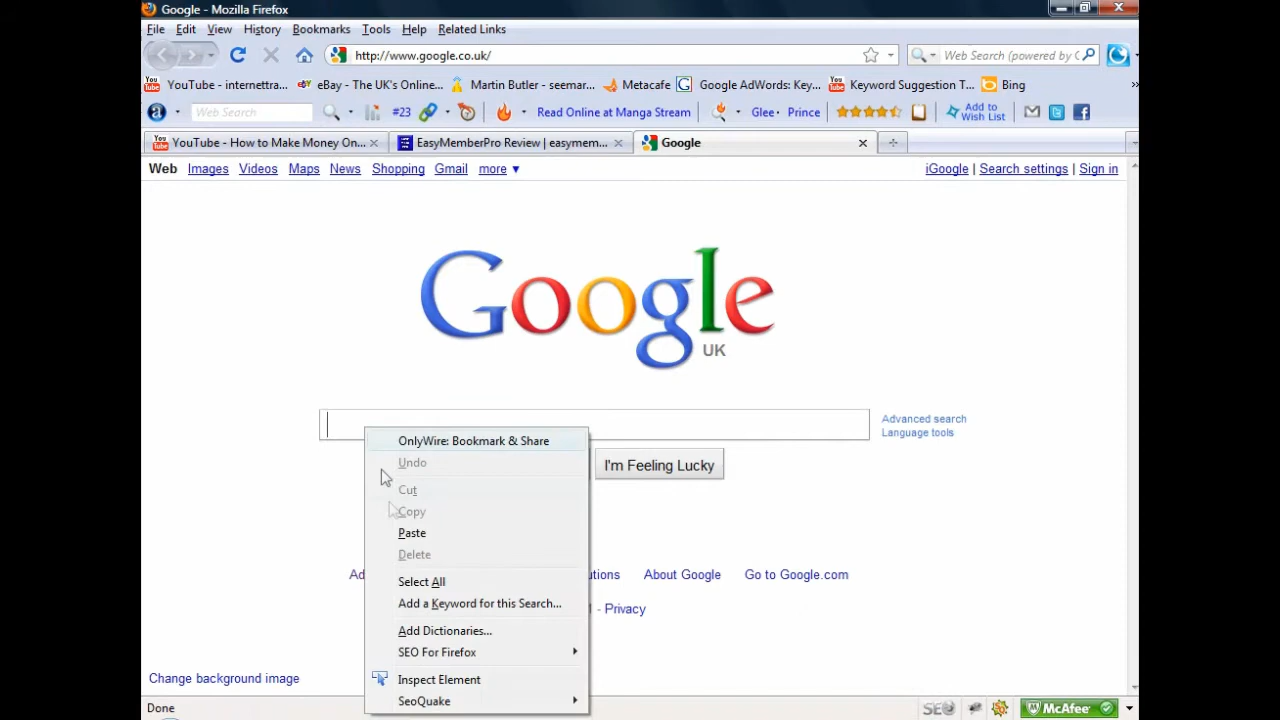 Google - Mozilla Firefox
File Edit View History Bookmarks Tools Help Related Links
http://www.google.co.uk/ Web Search (powered by
YouTube - internettra... eBay - The UK's Online... Martin Butler - seemar... Metacafe Google AdWords: Key... Keyword Suggestion T... Bing
Web Search #23 Read Online at Manga Stream Glee - Prince Add to Wish List
YouTube - How to Make Money On... EasyMemberPro Review | easymem... Google
Web Images Videos Maps News Shopping Gmail more iGoogle | Search settings | Sign in
Google
UK
Advanced search
Language tools
OnlyWire: Bookmark & Share
Undo
I'm Feeling Lucky
Cut
Copy
Paste
Delete
Ad utions About Google Go to Google.com
Select All
Add a Keyword for this Search...
- Privacy
Add Dictionaries...
SEO For Firefox
Change background image
Inspect Element
SeoQuake
Done SEO McAfee